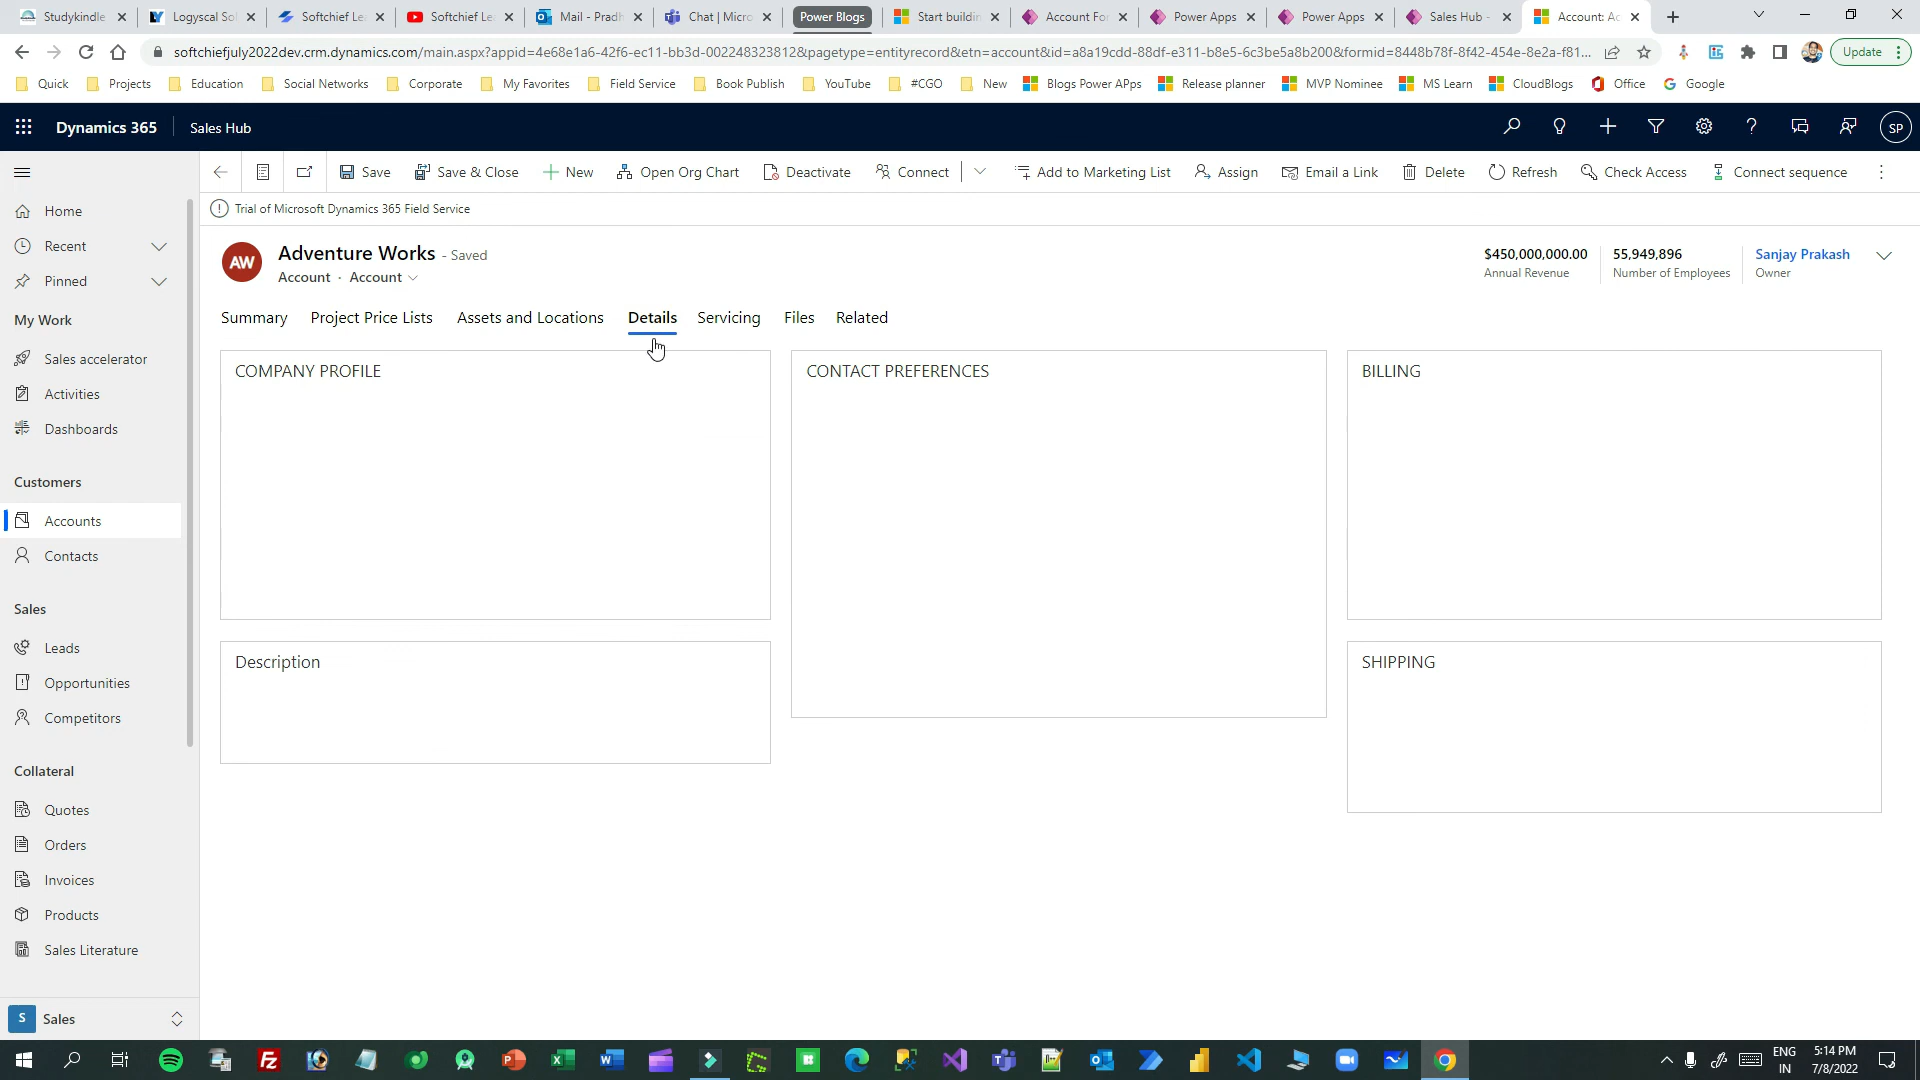 Studykindle
Logyscal Sol
Softchief Le
Softchief Le
Mail - Pradh
Chat | Micro
Power Blogs
Start buildin
Account For
Power Apps
Power Apps
Sales Hub -
Account: Ac
softchiefjuly2022dev.crm.dynamics.com/main.aspx?appid=4e68e1a6-42f6-ec11-bb3d-002248323812&pagetype=entityrecord&etn=account&id=a8a19cdd-88df-e311-b8e5-6c3be5a8b200&formid=8448b78f-8f42-454e-8e2a-f81...
Update
Quick
Projects
Education
Social Networks
Corporate
My Favorites
Field Service
Book Publish
YouTube
#CGO
New
Blogs Power APps
Release planner
MVP Nominee
MS Learn
CloudBlogs
Office
Google
Dynamics 365
Sales Hub
SP
Save
Save & Close
New
Open Org Chart
Deactivate
Connect
Add to Marketing List
Assign
Email a Link
Delete
Refresh
Check Access
Connect sequence
Trial of Microsoft Dynamics 365 Field Service
Home
Recent
Pinned
My Work
Sales accelerator
Activities
Dashboards
Customers
Accounts
Contacts
Sales
Leads
Opportunities
Competitors
Collateral
Quotes
Orders
Invoices
Products
Sales Literature
S Sales
AW
Adventure Works - Saved
Account · Account
$450,000,000.00
Annual Revenue
55,949,896
Number of Employees
Sanjay Prakash
Owner
Summary
Project Price Lists
Assets and Locations
Details
Servicing
Files
Related
COMPANY PROFILE
CONTACT PREFERENCES
BILLING
Description
SHIPPING
ENG
IN
5:14 PM
7/8/2022